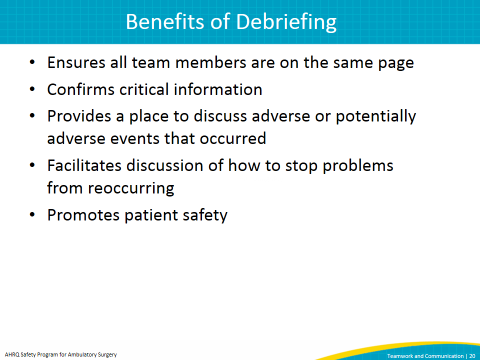 Benefits of Debriefing
• Ensures all team members are on the same page
• Confirms critical information
• Provides a place to discuss adverse or potentially
adverse events that occurred
• Facilitates discussion of how to stop problems
from reoccurring
• Promotes patient safety
AHRQ Safety Program for Ambulatory Surgery
Teamwork and Communication | 20